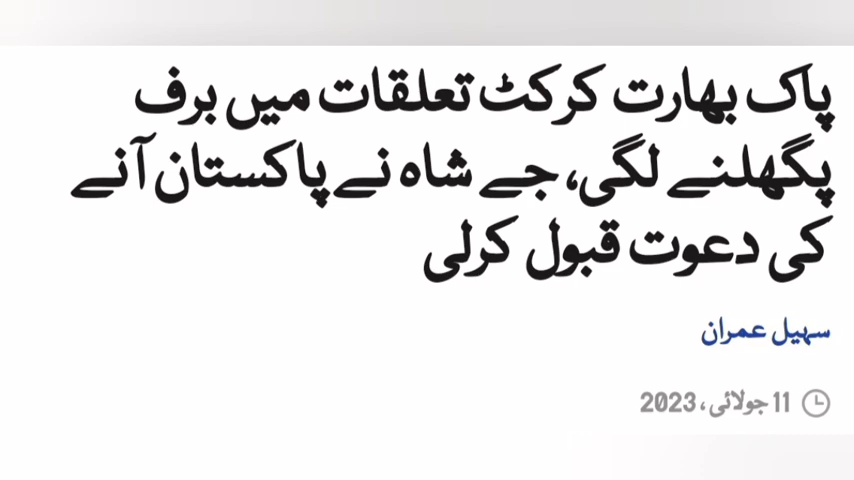 پاک بھارت کرکٹ تعلقات میں برف
پگھلنے لگی، جے شاہ نے پاکستان آنے
کی دعوت قبول کرلی
سہیل عمران
11 جولائی، 2023